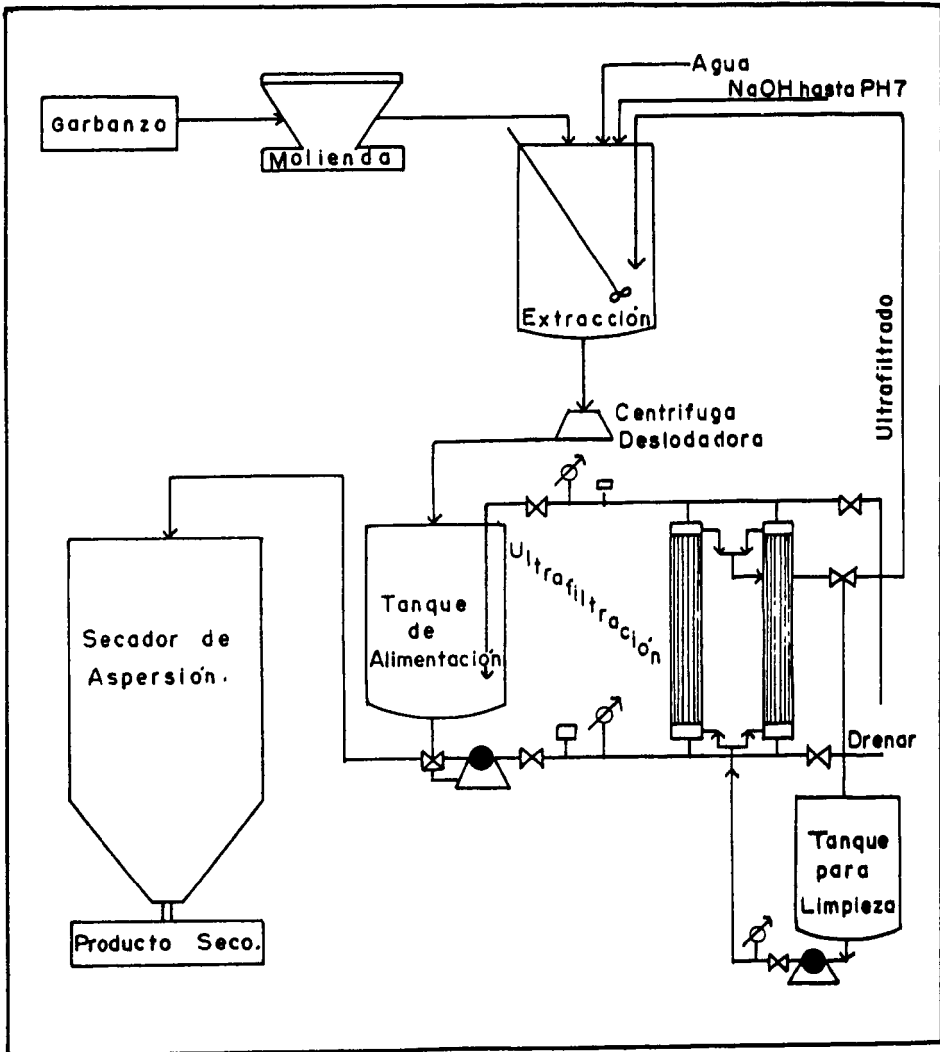 Agua
NaOH hasta PH7
Garbanzo
Molienda
Extracción
Ultrafiltrado
Centrífuga
Deslodadora
Ultrafiltración
Tanque
de
Alimentación
Secador de
Aspersión.
Drenar
Tanque
para
Limpieza
Producto Seco.